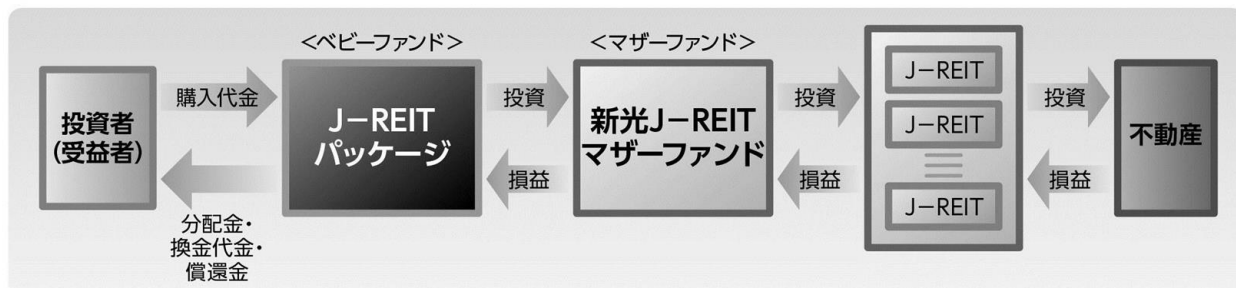 投資者
(受益者)
購入代金
分配金・
換金代金・
償還金
<ベビーファンド>
J−REIT
パッケージ
投資
損益
<マザーファンド>
新光J−REIT
マザーファンド
投資
損益
J−REIT
J−REIT
J−REIT
投資
損益
不動産